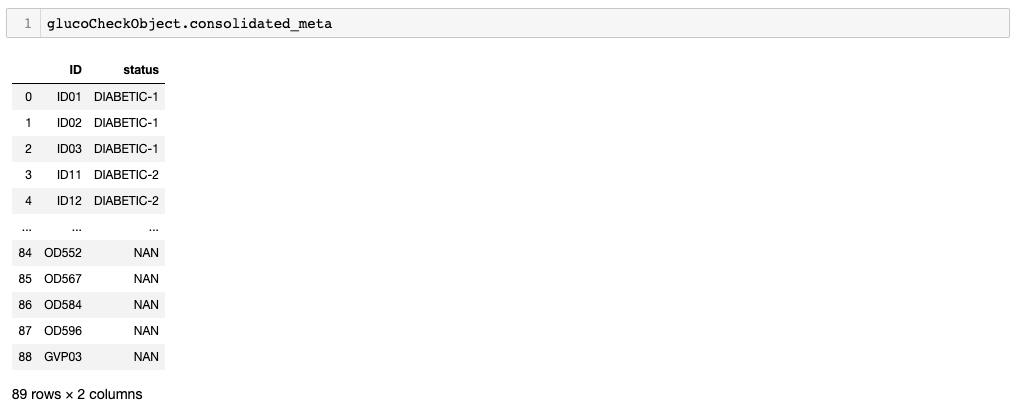 1 glucoCheckObject.consolidated_meta
ID status
0 ID01 DIABETIC-1
1 ID02 DIABETIC-1
2 ID03 DIABETIC-1
3 ID11 DIABETIC-2
4 ID12 DIABETIC-2
... ... ...
84 OD552 NAN
85 OD567 NAN
86 OD584 NAN
87 OD596 NAN
88 GVP03 NAN
89 rows × 2 columns